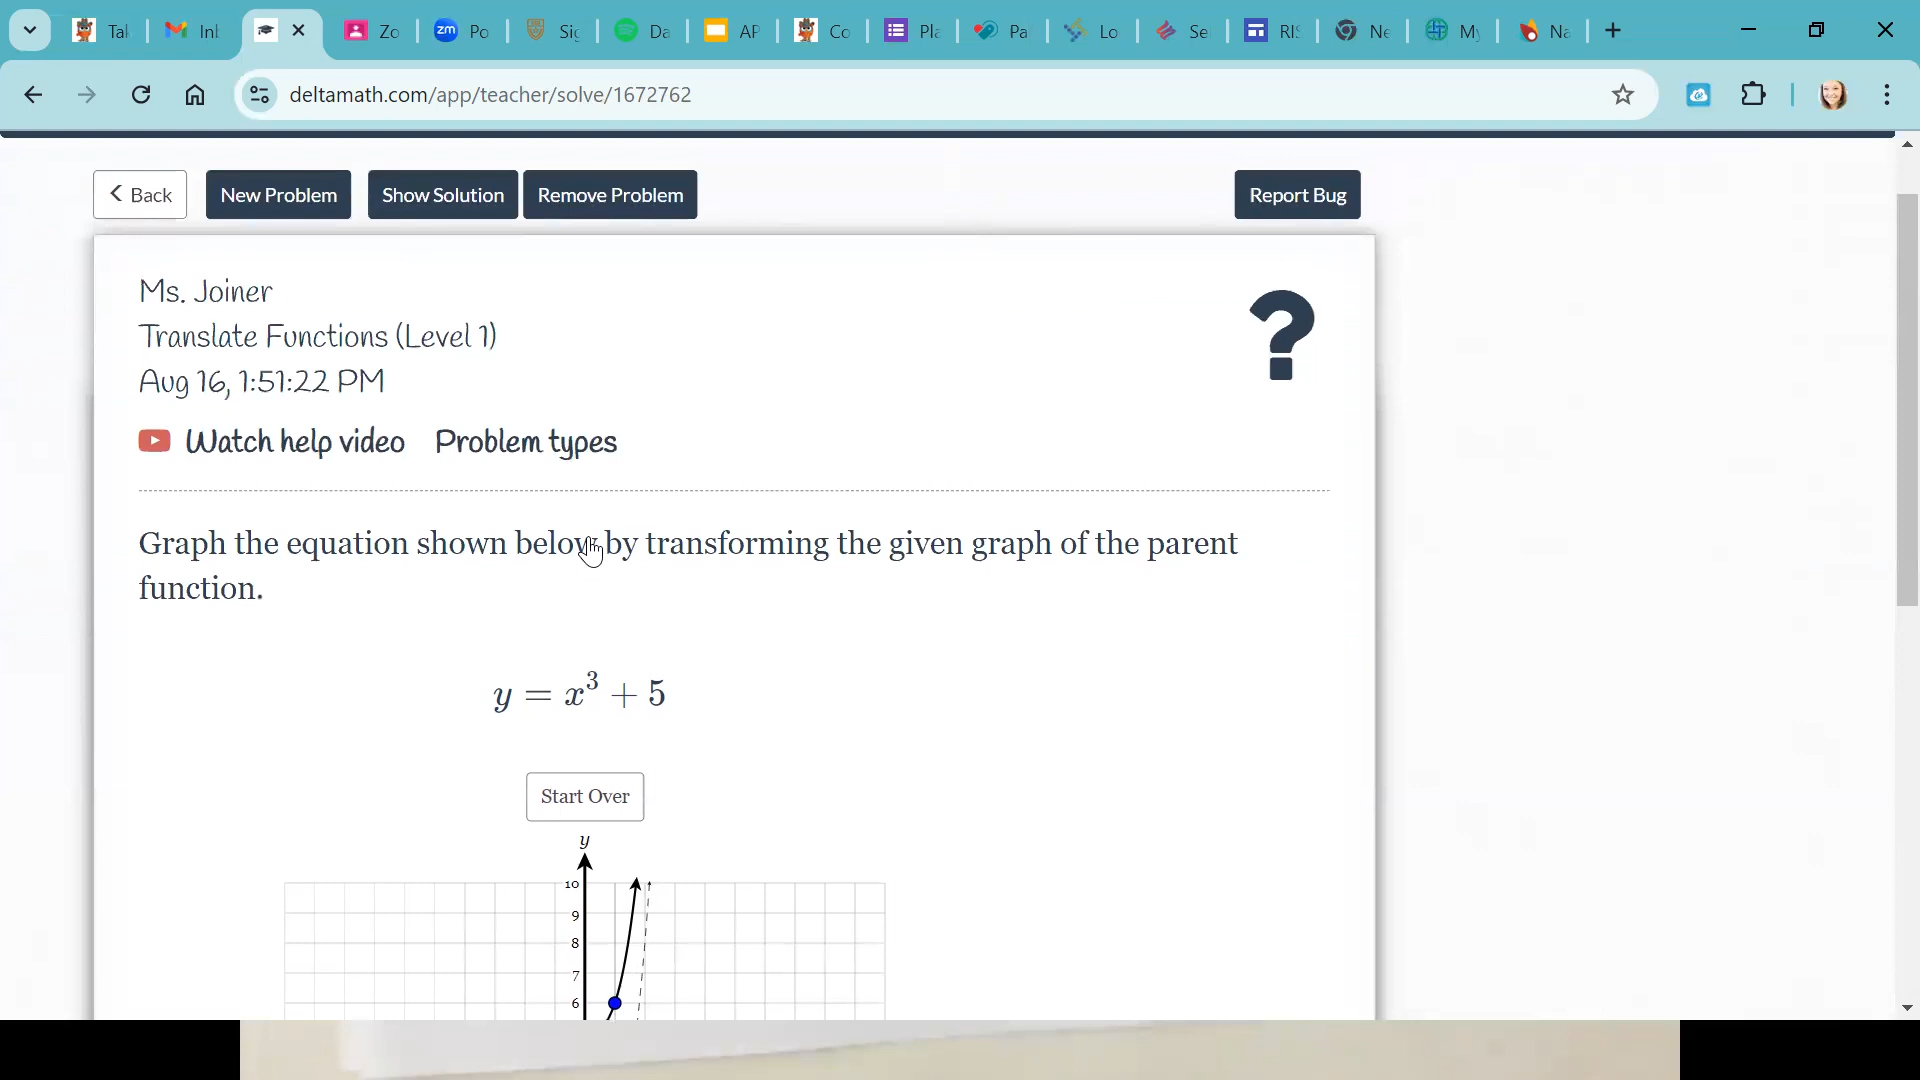 Tal
Inb
Zo
zm Po
Sig
Da
AP
Co
Pla
Pa
Lo
Se
RIS
Ne
My
Na
deltamath.com/app/teacher/solve/1672762
Back
New Problem
Show Solution
Remove Problem
Report Bug
Ms. Joiner
Translate Functions (Level 1)
Aug 16, 1:51:22 PM
?
Watch help video
Problem types
Graph the equation shown below by transforming the given graph of the parent
function.
y = x³ + 5
Start Over
y
10
9
8
7
6